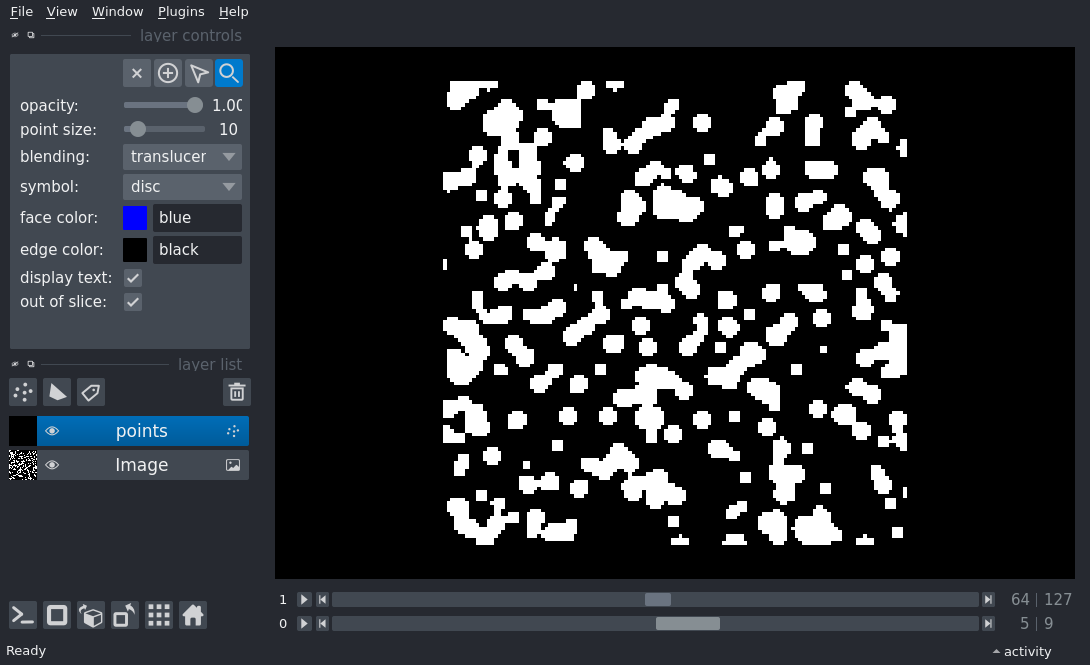 File View Window Plugins Help
layer controls
opacity: 1.00
point size: 10
blending: translucer
symbol: disc
face color: blue
edge color: black
display text:
out of slice:
layer list
points
Image
1 64 127
0 5 9
Ready activity